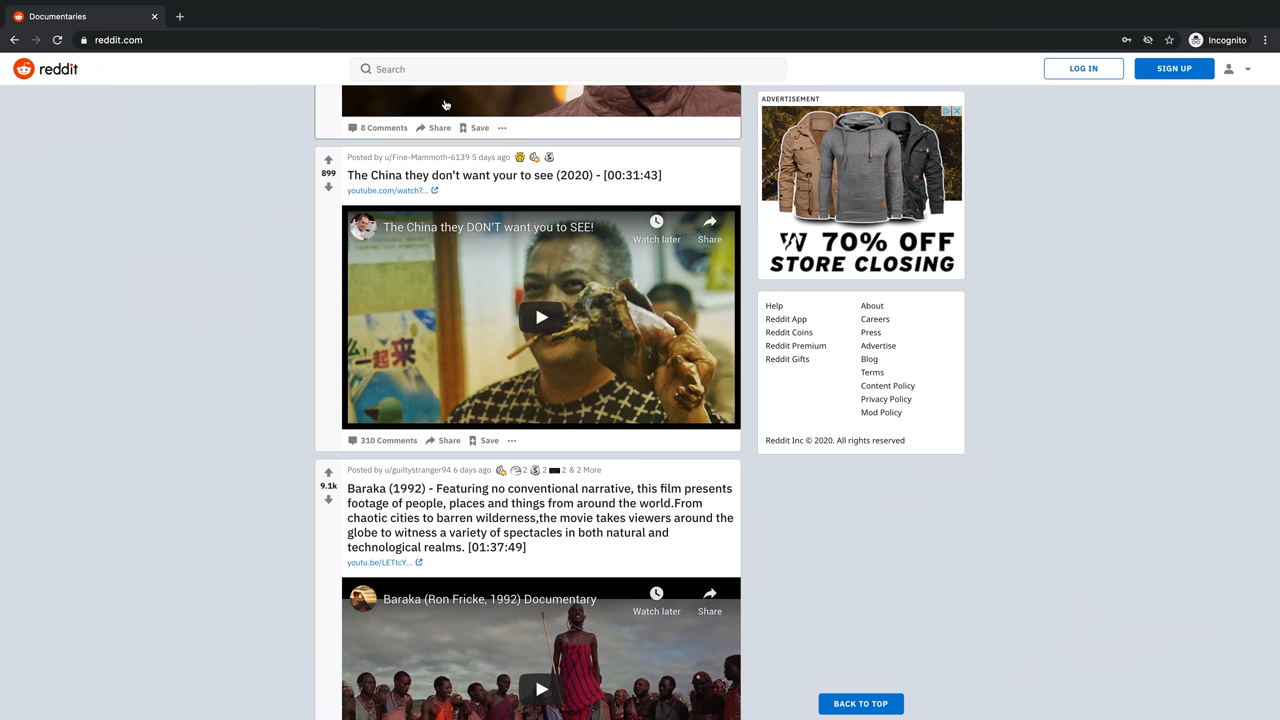 Documentaries
reddit.com
Incognito
reddit
Search
LOG IN
SIGN UP
8 Comments
Share
Save
Posted by u/Fine-Mammoth-6139 5 days ago
899
The China they don't want your to see (2020) - [00:31:43]
youtube.com/watch?...
The China they DON'T want you to SEE!
Watch later
Share
一起来
310 Comments
Share
Save
Posted by u/guiltystranger94 6 days ago
2
2
2 & 2 More
9.1k
Baraka (1992) - Featuring no conventional narrative, this film presents
footage of people, places and things from around the world.From
chaotic cities to barren wilderness,the movie takes viewers around the
globe to witness a variety of spectacles in both natural and
technological realms. [01:37:49]
youtu.be/LETtcY...
Baraka (Ron Fricke, 1992) Documentary
Watch later
Share
ADVERTISEMENT
70% OFF
STORE CLOSING
Help
About
Reddit App
Careers
Reddit Coins
Press
Reddit Premium
Advertise
Reddit Gifts
Blog
Terms
Content Policy
Privacy Policy
Mod Policy
Reddit Inc © 2020. All rights reserved
BACK TO TOP